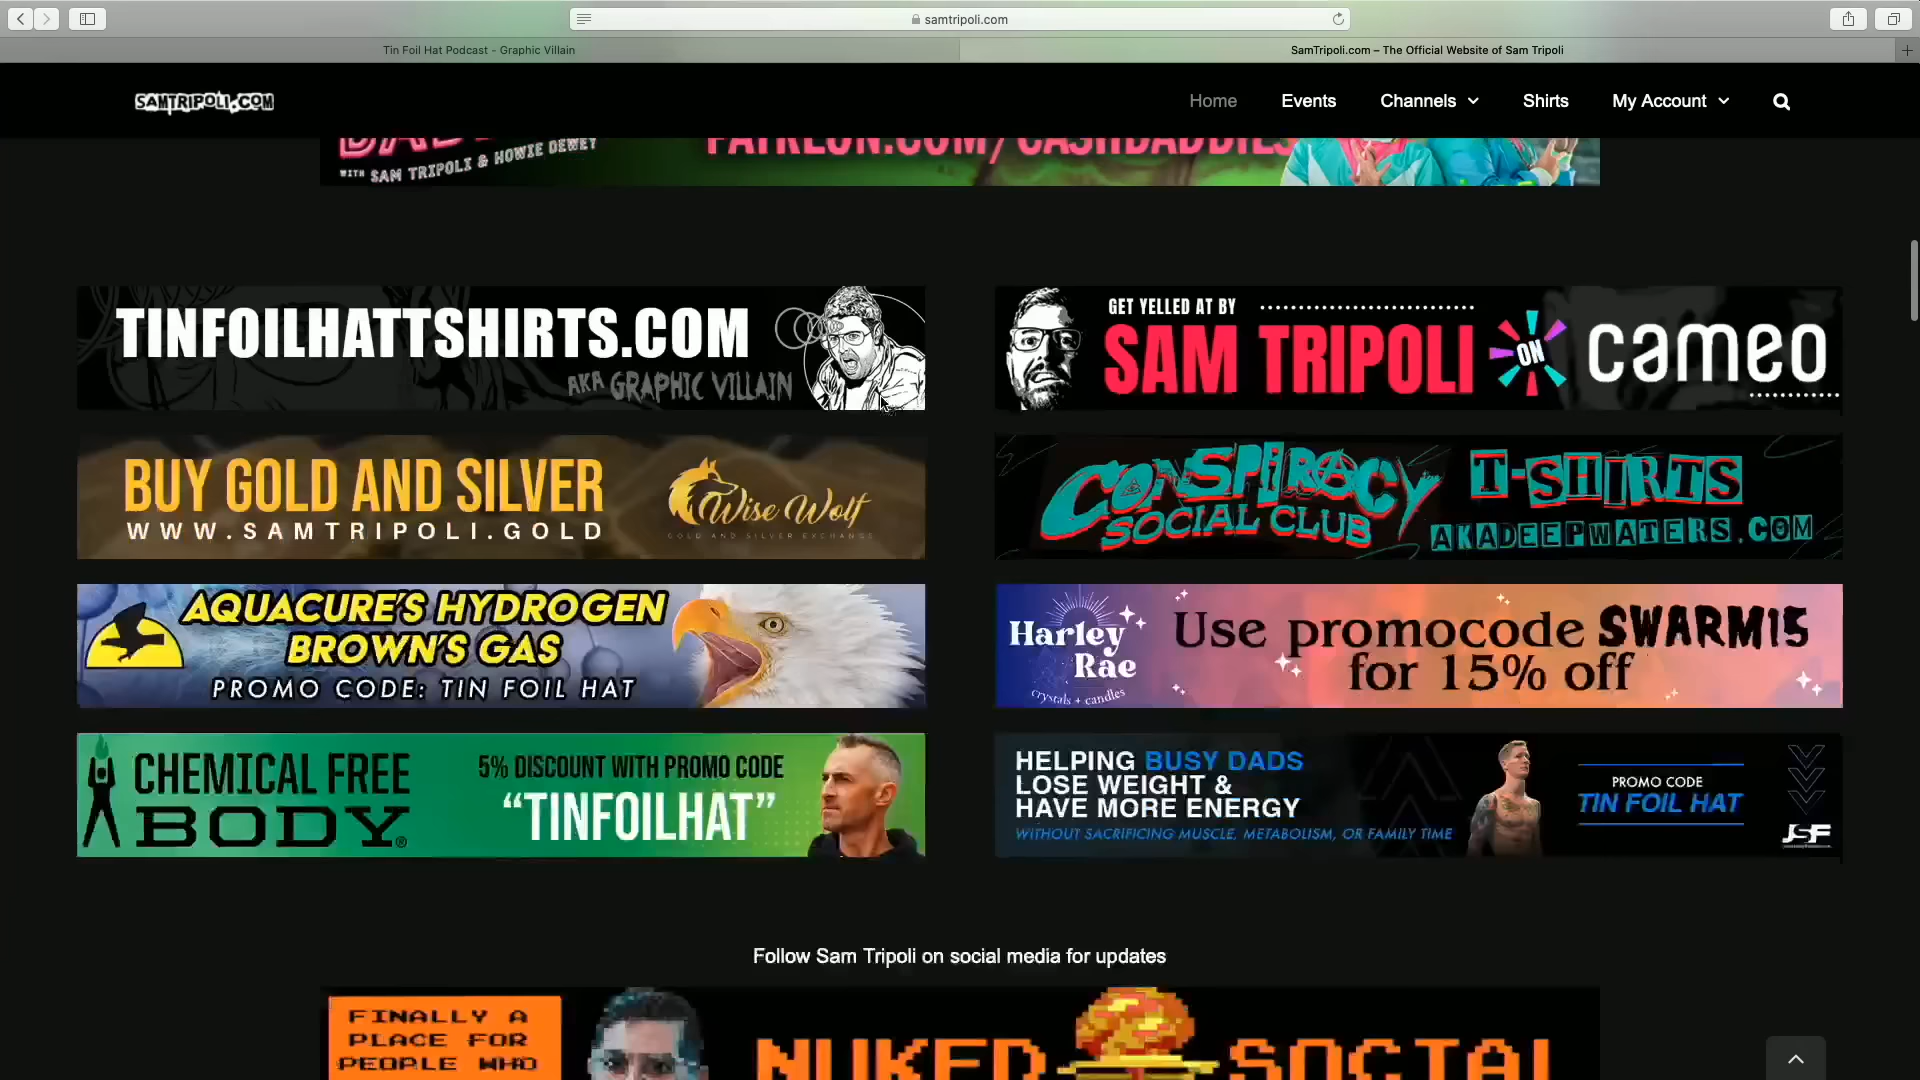 samtripoli.com
Tin Foil Hat Podcast - Graphic Villain
SamTripoli.com – The Official Website of Sam Tripoli
SAMTRIPOLI.COM
Home
Events
Channels
Shirts
My Account
WITH SAM TRIPOLI & HOWIE DEWEY
PATREON.COM/CASHDADDIES
TINFOILHATTSHIRTS.COM
AKA GRAPHIC VILLAIN
GET YELLED AT BY
SAM TRIPOLI ON cameo
BUY GOLD AND SILVER
WWW.SAMTRIPOLI.GOLD
Wise Wolf
GOLD AND SILVER EXCHANGE
CONSPIRACY
SOCIAL CLUB
T-SHIRTS
AKADEEPWATERS.COM
AQUACURE'S HYDROGEN
BROWN'S GAS
PROMO CODE: TIN FOIL HAT
Harley
Rae
crystals + candles
Use promocode SWARM15
for 15% off
CHEMICAL FREE
BODY®
5% DISCOUNT WITH PROMO CODE
“TINFOILHAT”
HELPING BUSY DADS
LOSE WEIGHT &
HAVE MORE ENERGY
WITHOUT SACRIFICING MUSCLE, METABOLISM, OR FAMILY TIME
PROMO CODE
TIN FOIL HAT
JSF
Follow Sam Tripoli on social media for updates
FINALLY A
PLACE FOR
PEOPLE WHO
NUKED SOCIAL